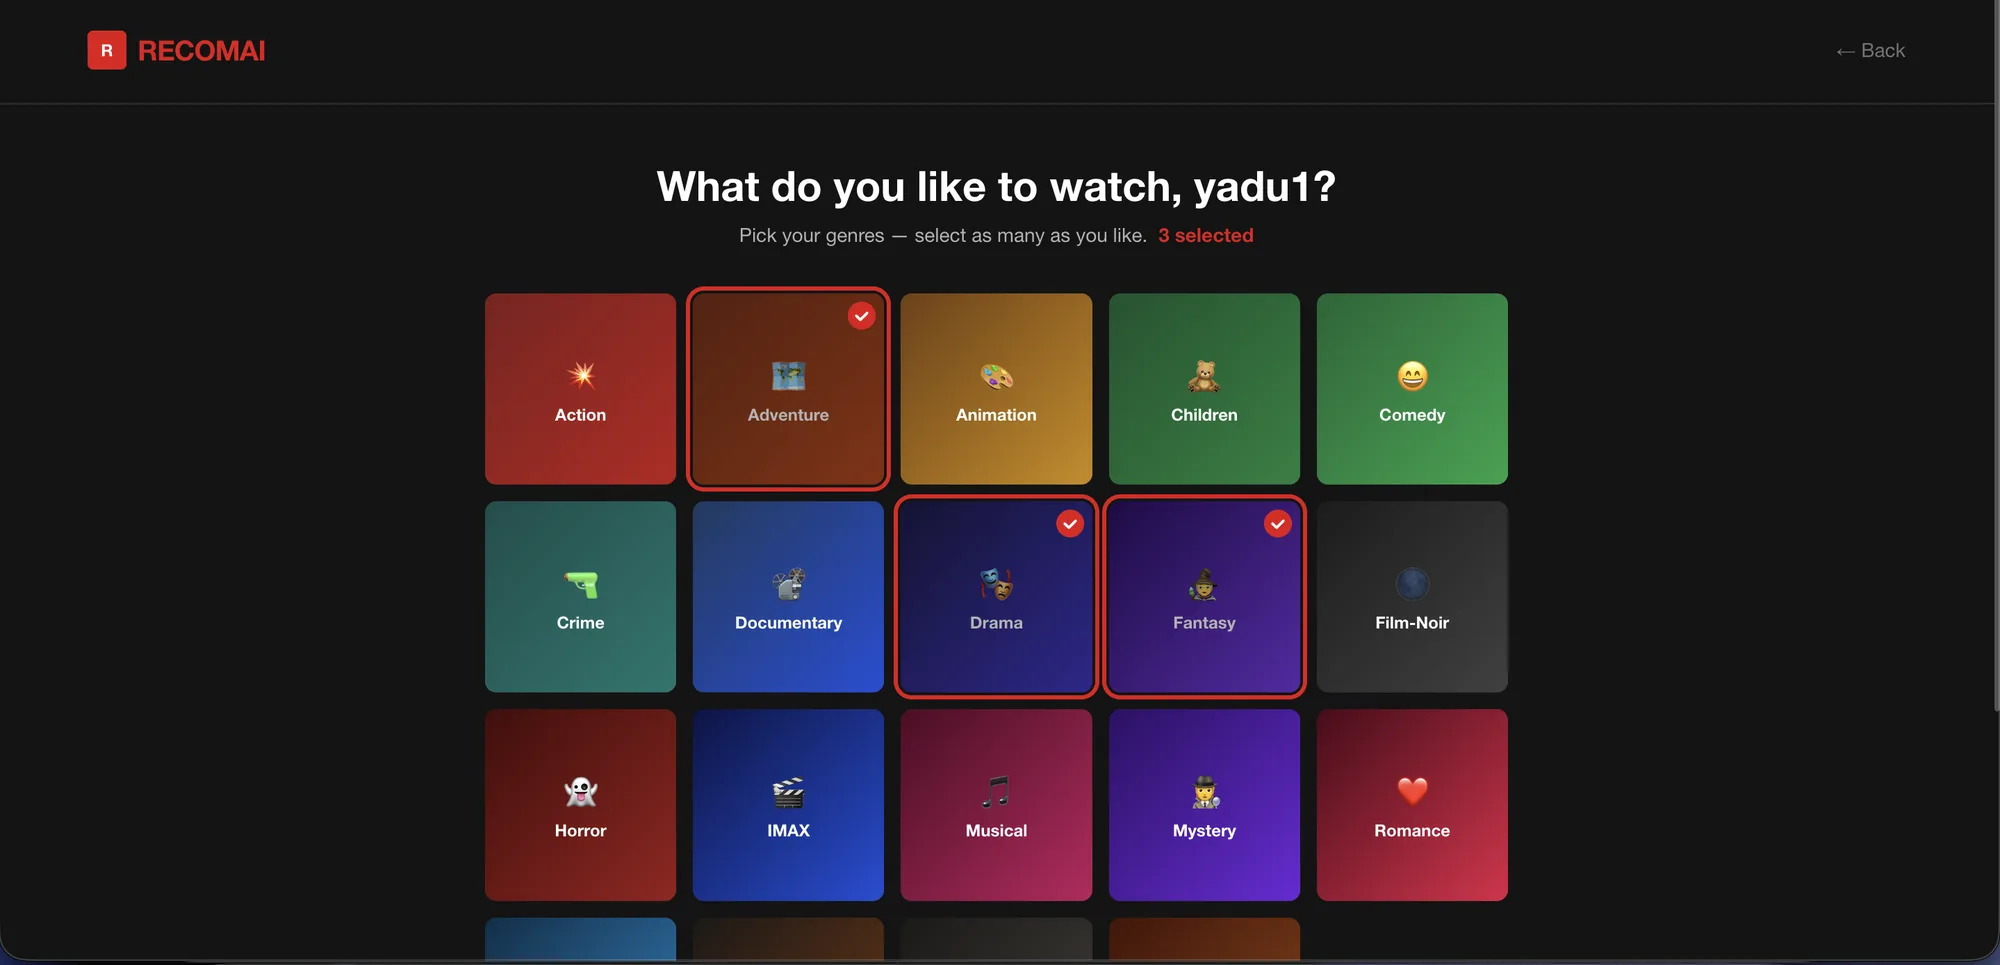 R RECOMAI
← Back
What do you like to watch, yadu1?
Pick your genres — select as many as you like. 3 selected
Action
Adventure
Animation
Children
Comedy
Crime
Documentary
Drama
Fantasy
Film-Noir
Horror
IMAX
Musical
Mystery
Romance